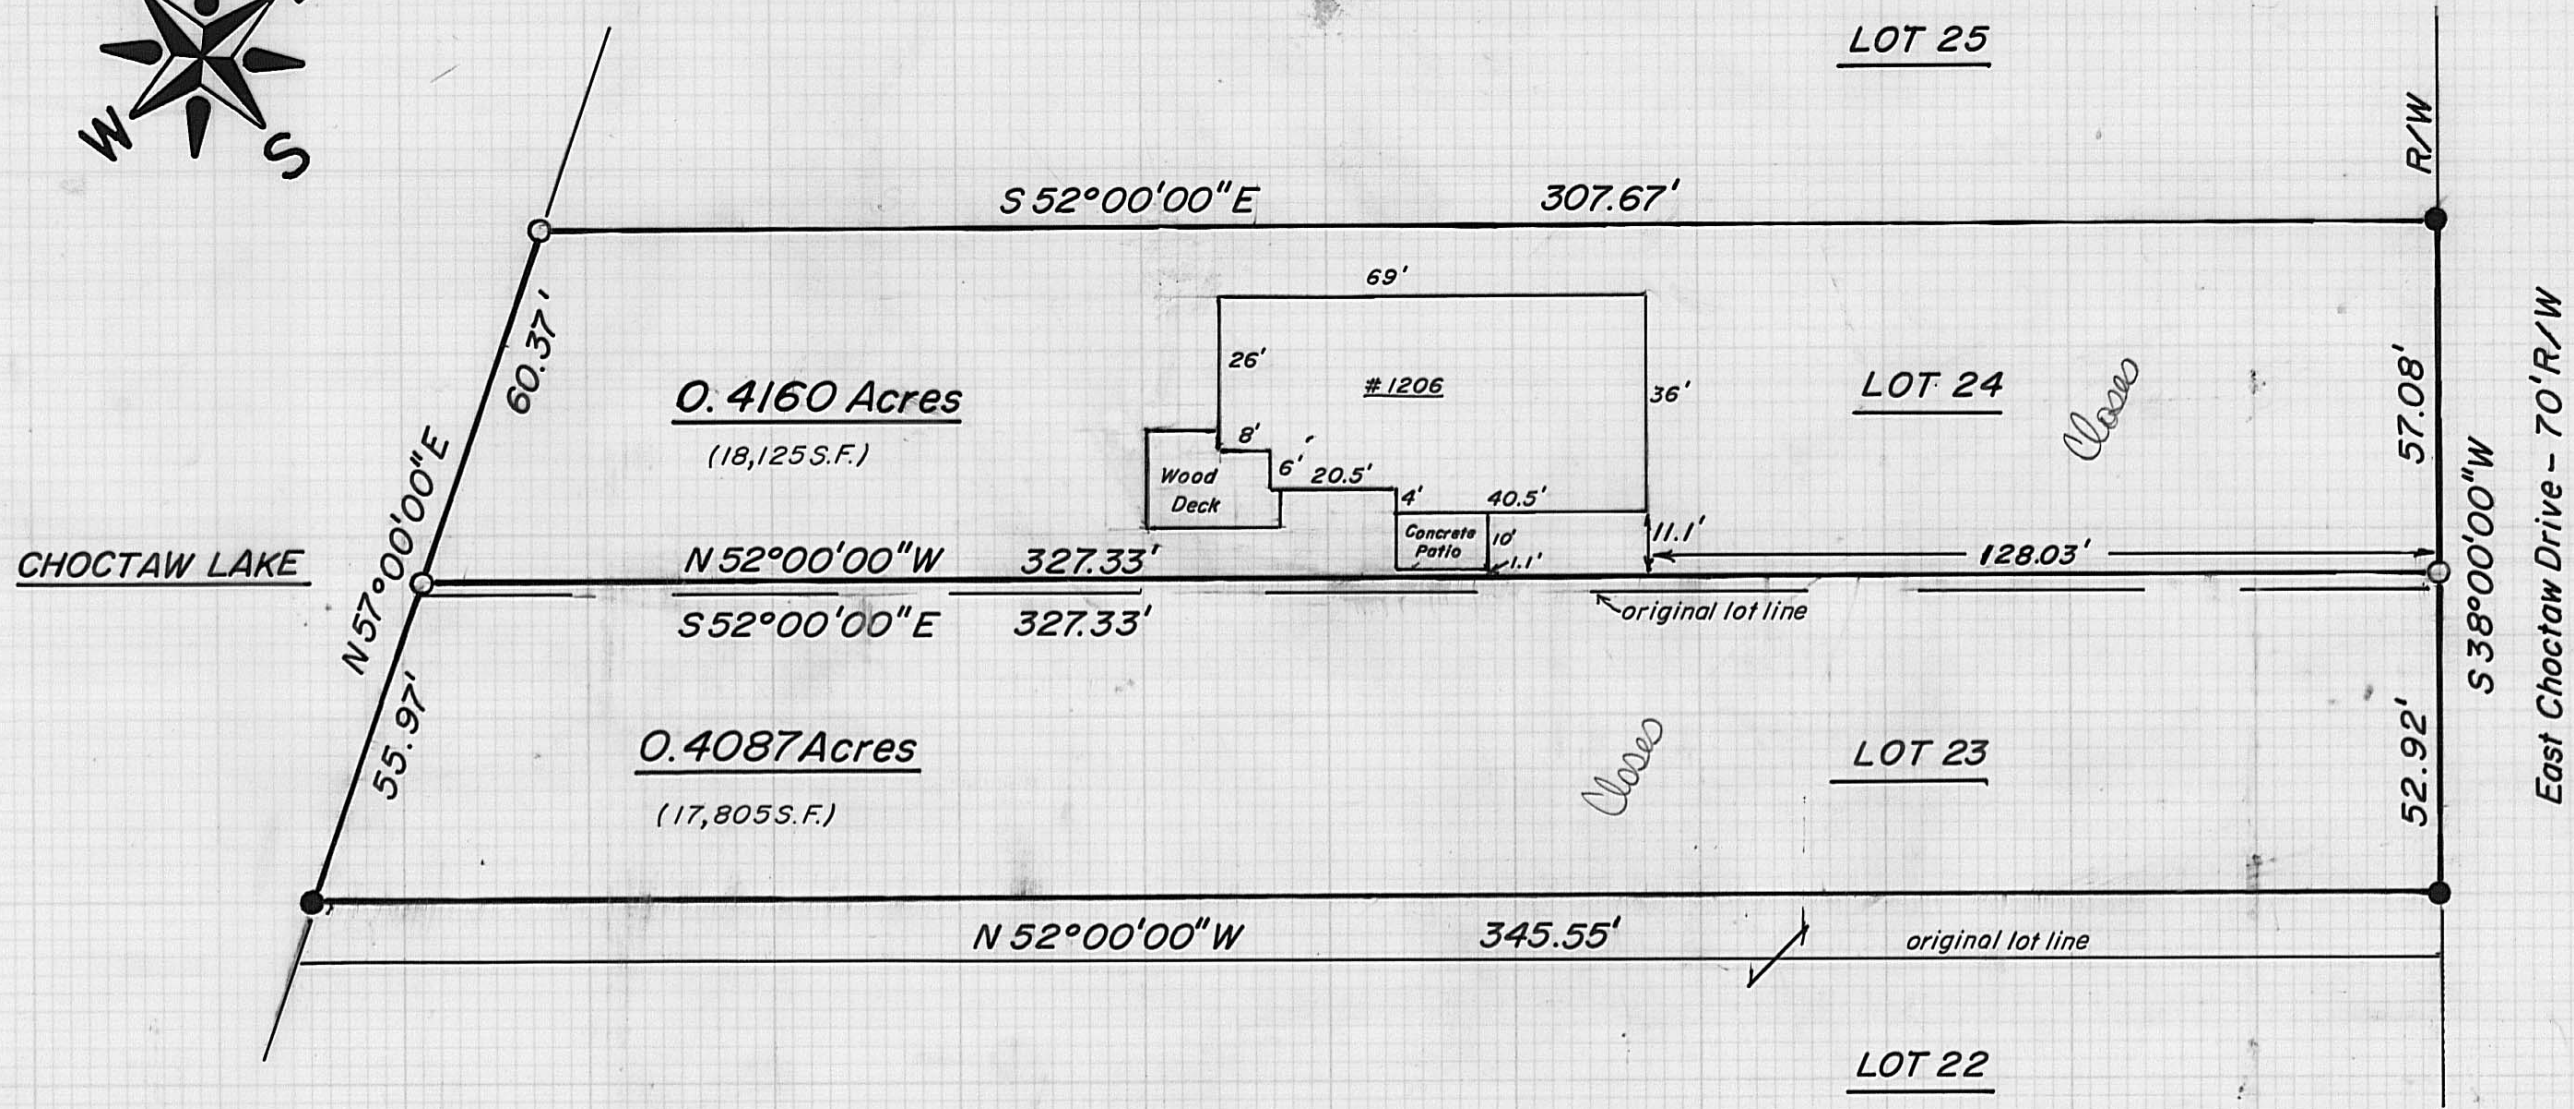 LOT 25
W
S
R/W
S 52°00'00"E 307.67'
69'
60.37'
26'
#1206
36'
0.4160 Acres
(18,125 S.F.)
LOT 24
Closes
57.08'
8'
6'
20.5'
4'
40.5'
Wood
Deck
Concrete
Patio
10'
1.1'
11.1'
128.03'
N 57°00'00"E
CHOCTAW LAKE
N 52°00'00"W 327.33'
S 52°00'00"E 327.33'
original lot line
S 38°00'00"W
East Choctaw Drive - 70' R/W
55.97'
0.4087 Acres
(17,805 S.F.)
Closes
LOT 23
52.92'
N 52°00'00"W 345.55'
original lot line
LOT 22